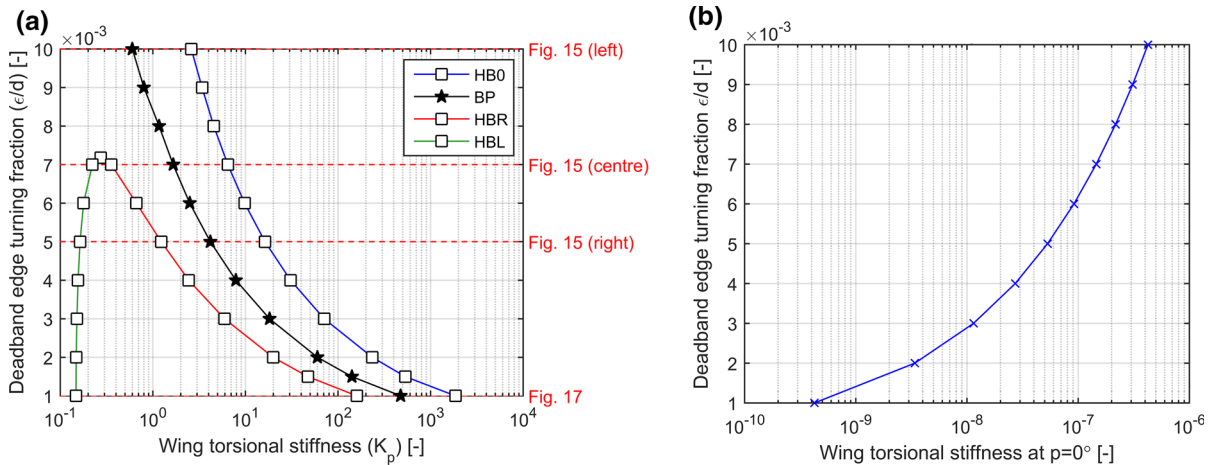 (a)
×10⁻³
10
9
8
7
6
5
4
3
2
1
Deadband edge turning fraction (ϵ/d) [-]
10⁻¹ 10⁰ 10¹ 10² 10³ 10⁴
Wing torsional stiffness (Kₚ) [-]
HB0
BP
HBR
HBL
Fig. 15 (left)
Fig. 15 (centre)
Fig. 15 (right)
Fig. 17
(b)
×10⁻³
10
9
8
7
6
5
4
3
2
1
Deadband edge turning fraction ϵ/d [-]
10⁻¹⁰ 10⁻⁹ 10⁻⁸ 10⁻⁷ 10⁻⁶
Wing torsional stiffness at p=0° [-]